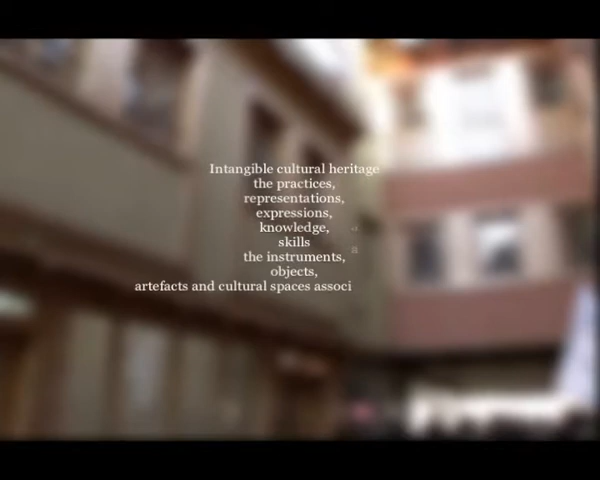 Intangible cultural heritage
the practices,
representations,
expressions,
knowledge,
skills
the instruments,
objects,
artefacts and cultural spaces associ